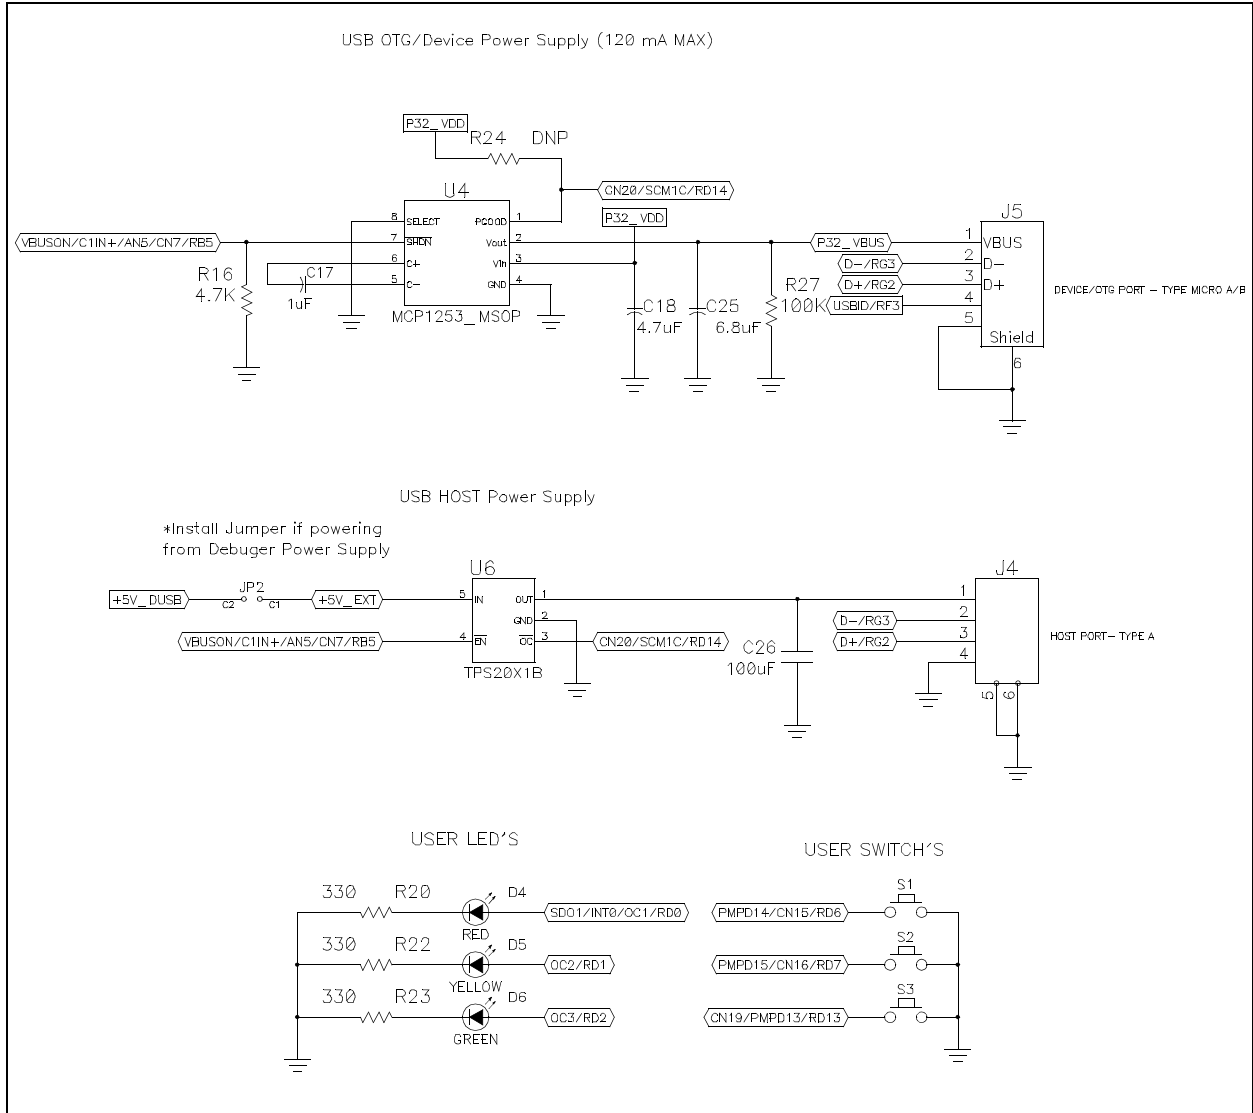 USB OTG/Device Power Supply (120 mA MAX)
P32_VDD
R24 DNP
CN20/SCM1C/RD14
U4
P32_VDD
J5
8 SELECT PGOOD 1
VBUSON/C1IN+/AN5/CN7/RB5
7 SHDN Vout 2
P32_VBUS
1 VBUS
6 C+ Vin 3
D-/RG3
2 D-
R16
4.7K
C17
1uF
5 C- GND 4
D+/RG2
3 D+
R27
100K
USBID/RF3
4
DEVICE/OTG PORT - TYPE MICRO A/B
MCP1253_MSOP
C18
4.7uF
C25
6.8uF
5
Shield
6
USB HOST Power Supply
*Install Jumper if powering
from Debuger Power Supply
U6
J4
+5V_DUSB
JP2
C2 C1
+5V_EXT
5 IN OUT 1
1
GND 2
D-/RG3
2
VBUSON/C1IN+/AN5/CN7/RB5
4 EN OC 3
CN20/SCM1C/RD14
D+/RG2
3
HOST PORT- TYPE A
C26
100uF
4
TPS20X1B
5 6
USER LED'S
USER SWITCH'S
330 R20 D4
SDO1/INT0/OC1/RD0
RED
PMPD14/CN15/RD6
S1
330 R22 D5
OC2/RD1
YELLOW
PMPD15/CN16/RD7
S2
330 R23 D6
OC3/RD2
GREEN
CN19/PMPD13/RD13
S3